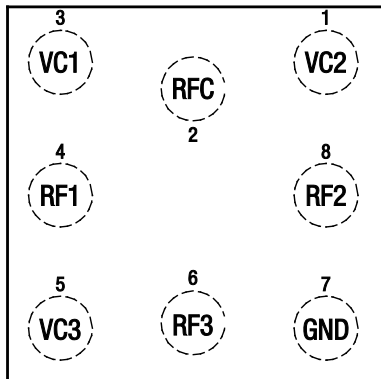 3 1
VC1 VC2
RFC
2
4 8
RF1 RF2
5 6 7
VC3 RF3 GND